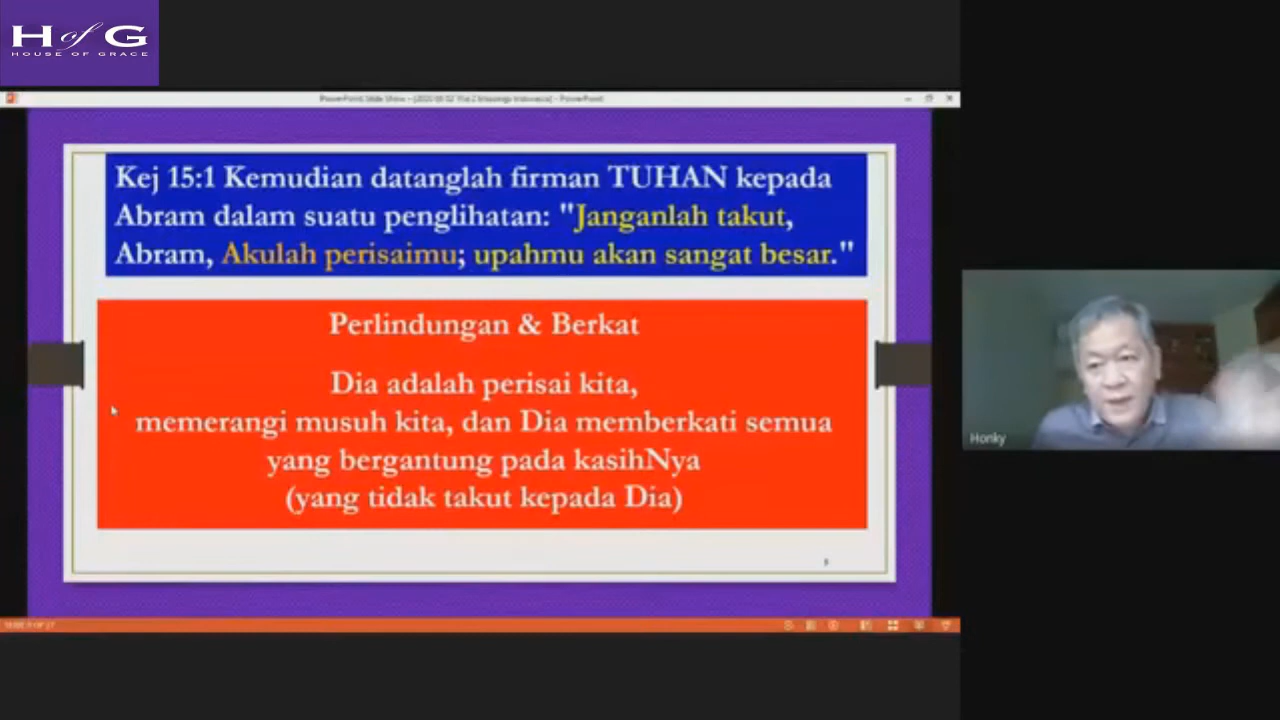 H of G
HOUSE OF GRACE
Kej 15:1 Kemudian datanglah firman TUHAN kepada
Abram dalam suatu penglihatan: "Janganlah takut,
Abram, Akulah perisaimu; upahmu akan sangat besar."
Perlindungan & Berkat
Dia adalah perisai kita,
memerangi musuh kita, dan Dia memberkati semua
yang bergantung pada kasihNya
(yang tidak takut kepada Dia)
Honky